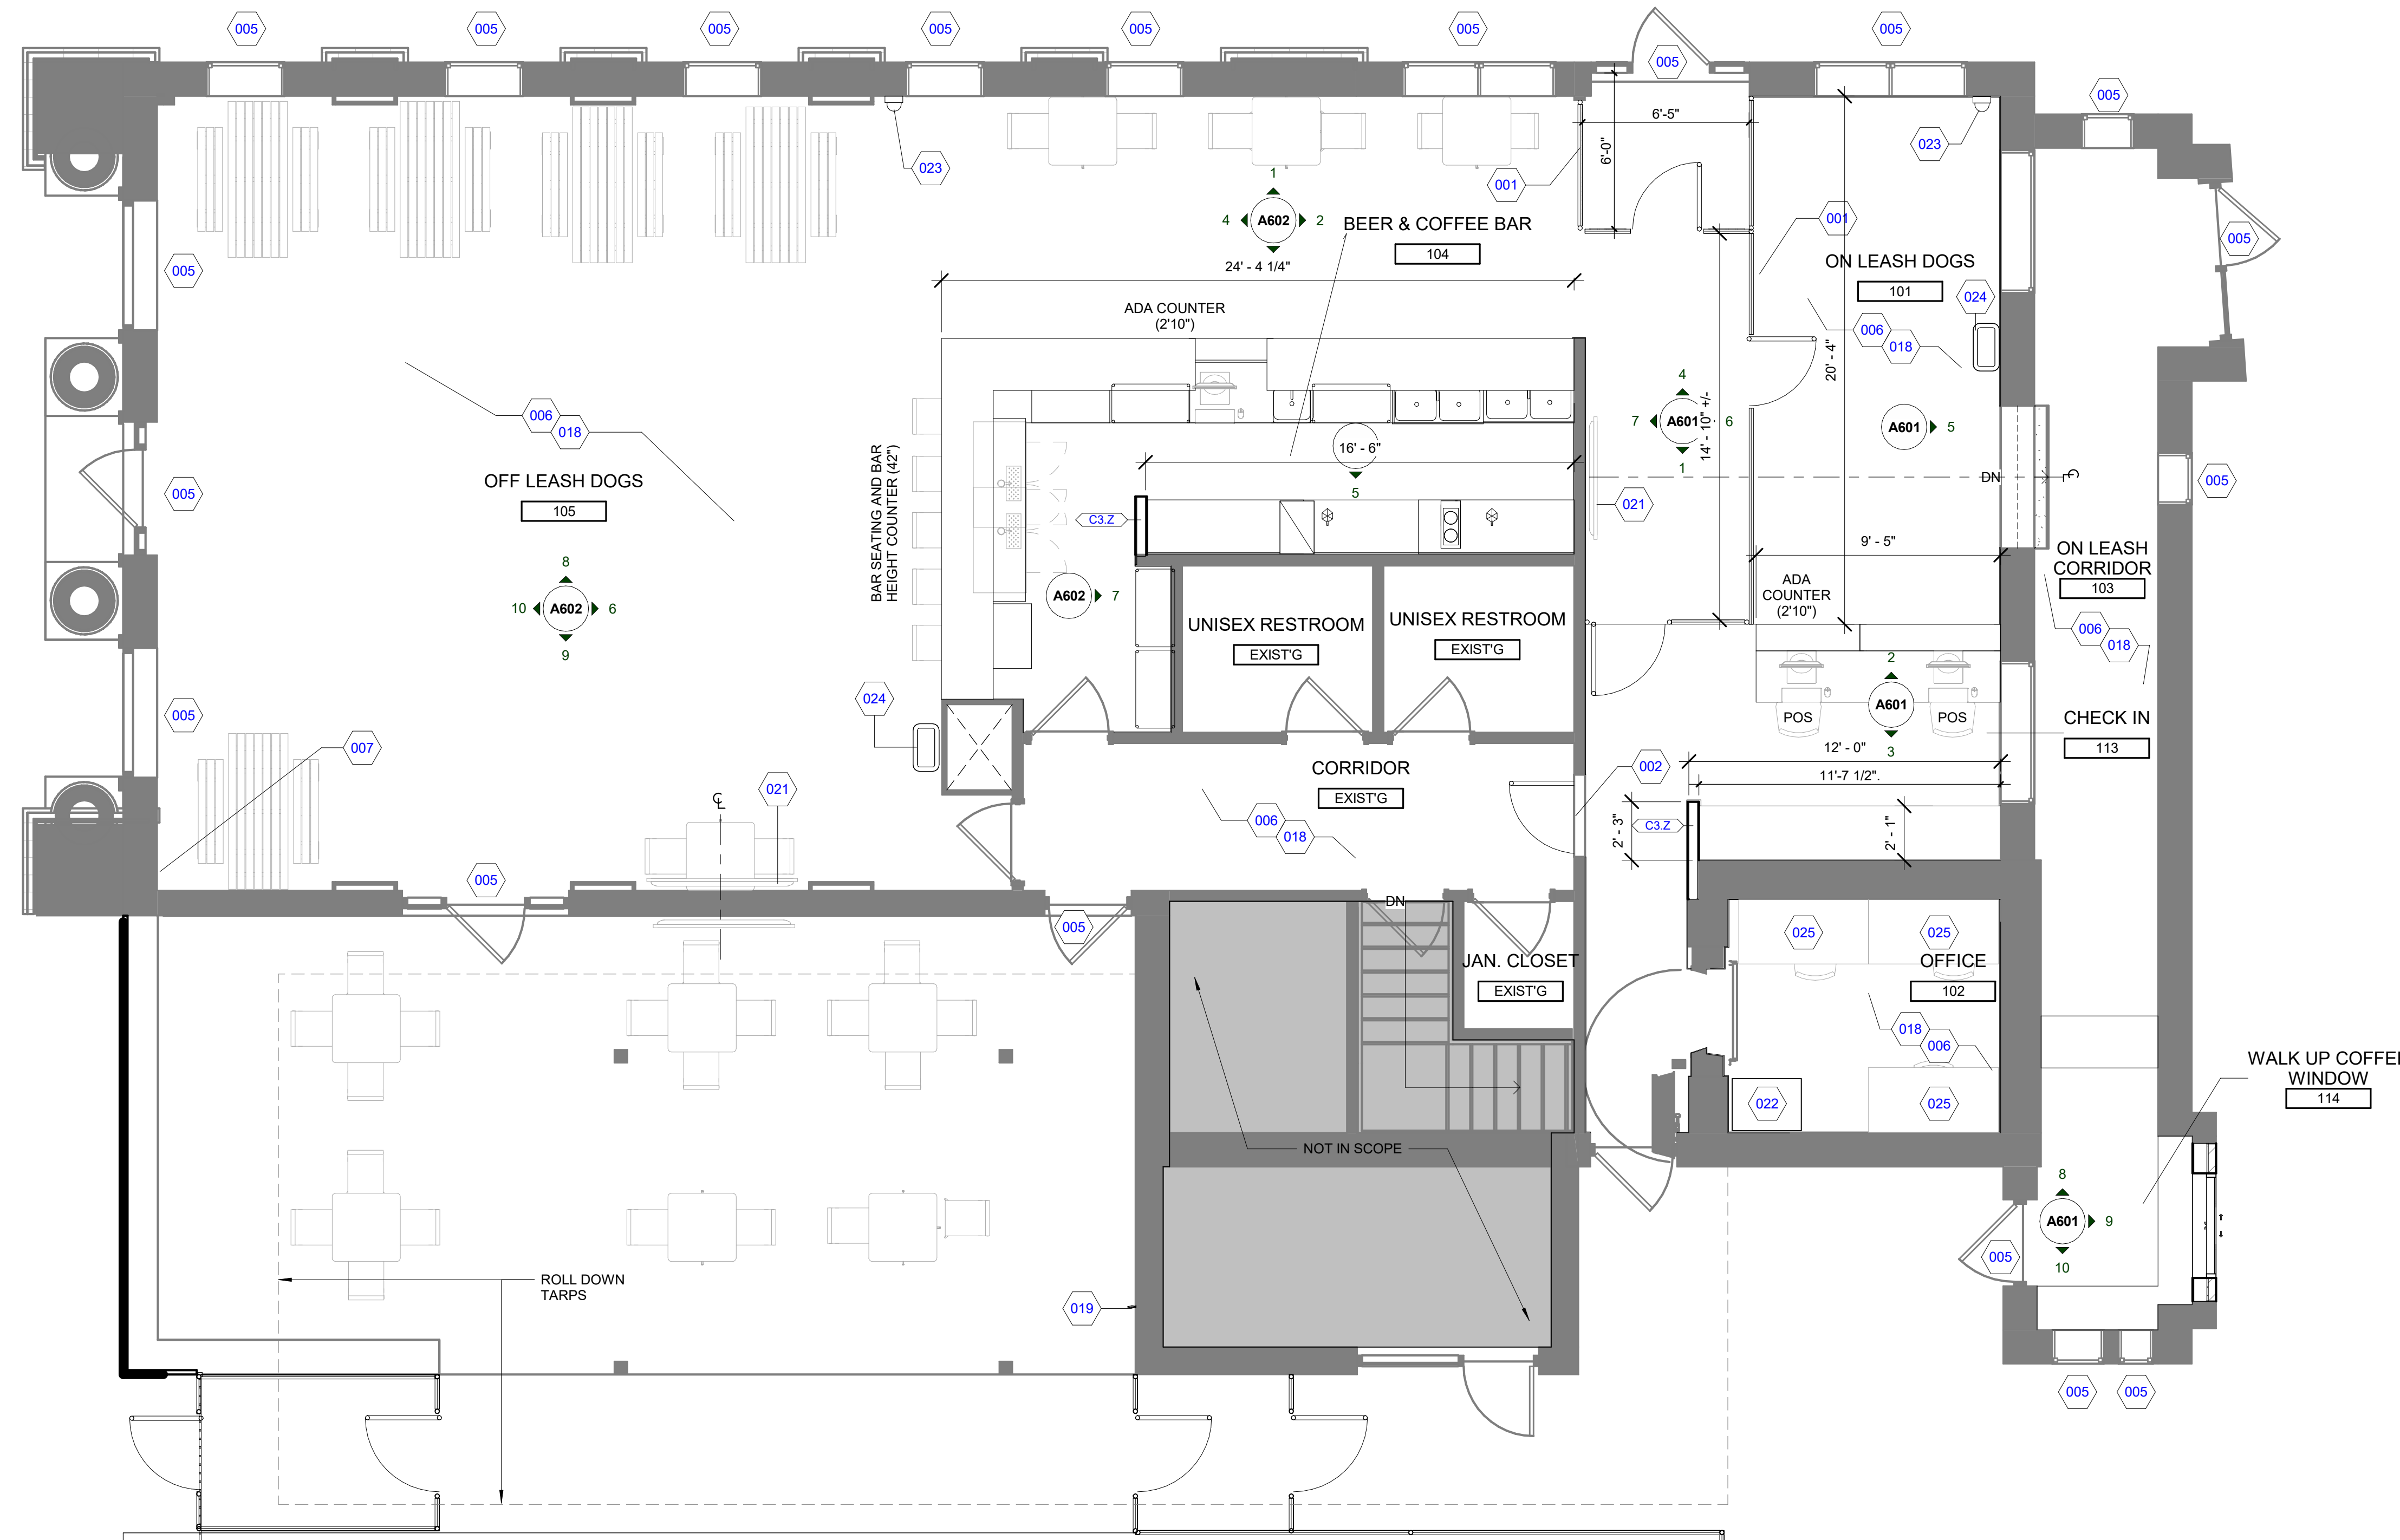 005
005
005
005
005
005
005
005
005
023
023
001
001
6'-5"
6'-0"
1
4
A602
2
BEER & COFFEE BAR
104
24' - 4 1/4"
ADA COUNTER
(2'10")
ON LEASH DOGS
101
024
006
018
20' - 4"
005
005
006
018
OFF LEASH DOGS
105
005
8
10
A602
6
9
005
007
BAR SEATING AND BAR
HEIGHT COUNTER (42")
16' - 6"
5
C3.Z
A602
7
4
7
A601
6
1
14' - 10" +/-
A601
5
021
DN
CL
005
9' - 5"
ADA
COUNTER
(2'10")
ON LEASH
CORRIDOR
103
006
018
UNISEX RESTROOM
EXIST'G
UNISEX RESTROOM
EXIST'G
024
2
A601
3
POS
POS
CHECK IN
113
12' - 0"
11'-7 1/2".
2' - 3"
C3.Z
2' - 1"
002
CORRIDOR
EXIST'G
006
018
CL
021
005
005
DN
JAN. CLOSET
EXIST'G
025
025
OFFICE
102
018
006
022
025
NOT IN SCOPE
WALK UP COFFEE
WINDOW
114
8
A601
9
10
005
ROLL DOWN
TARPS
019
005
005